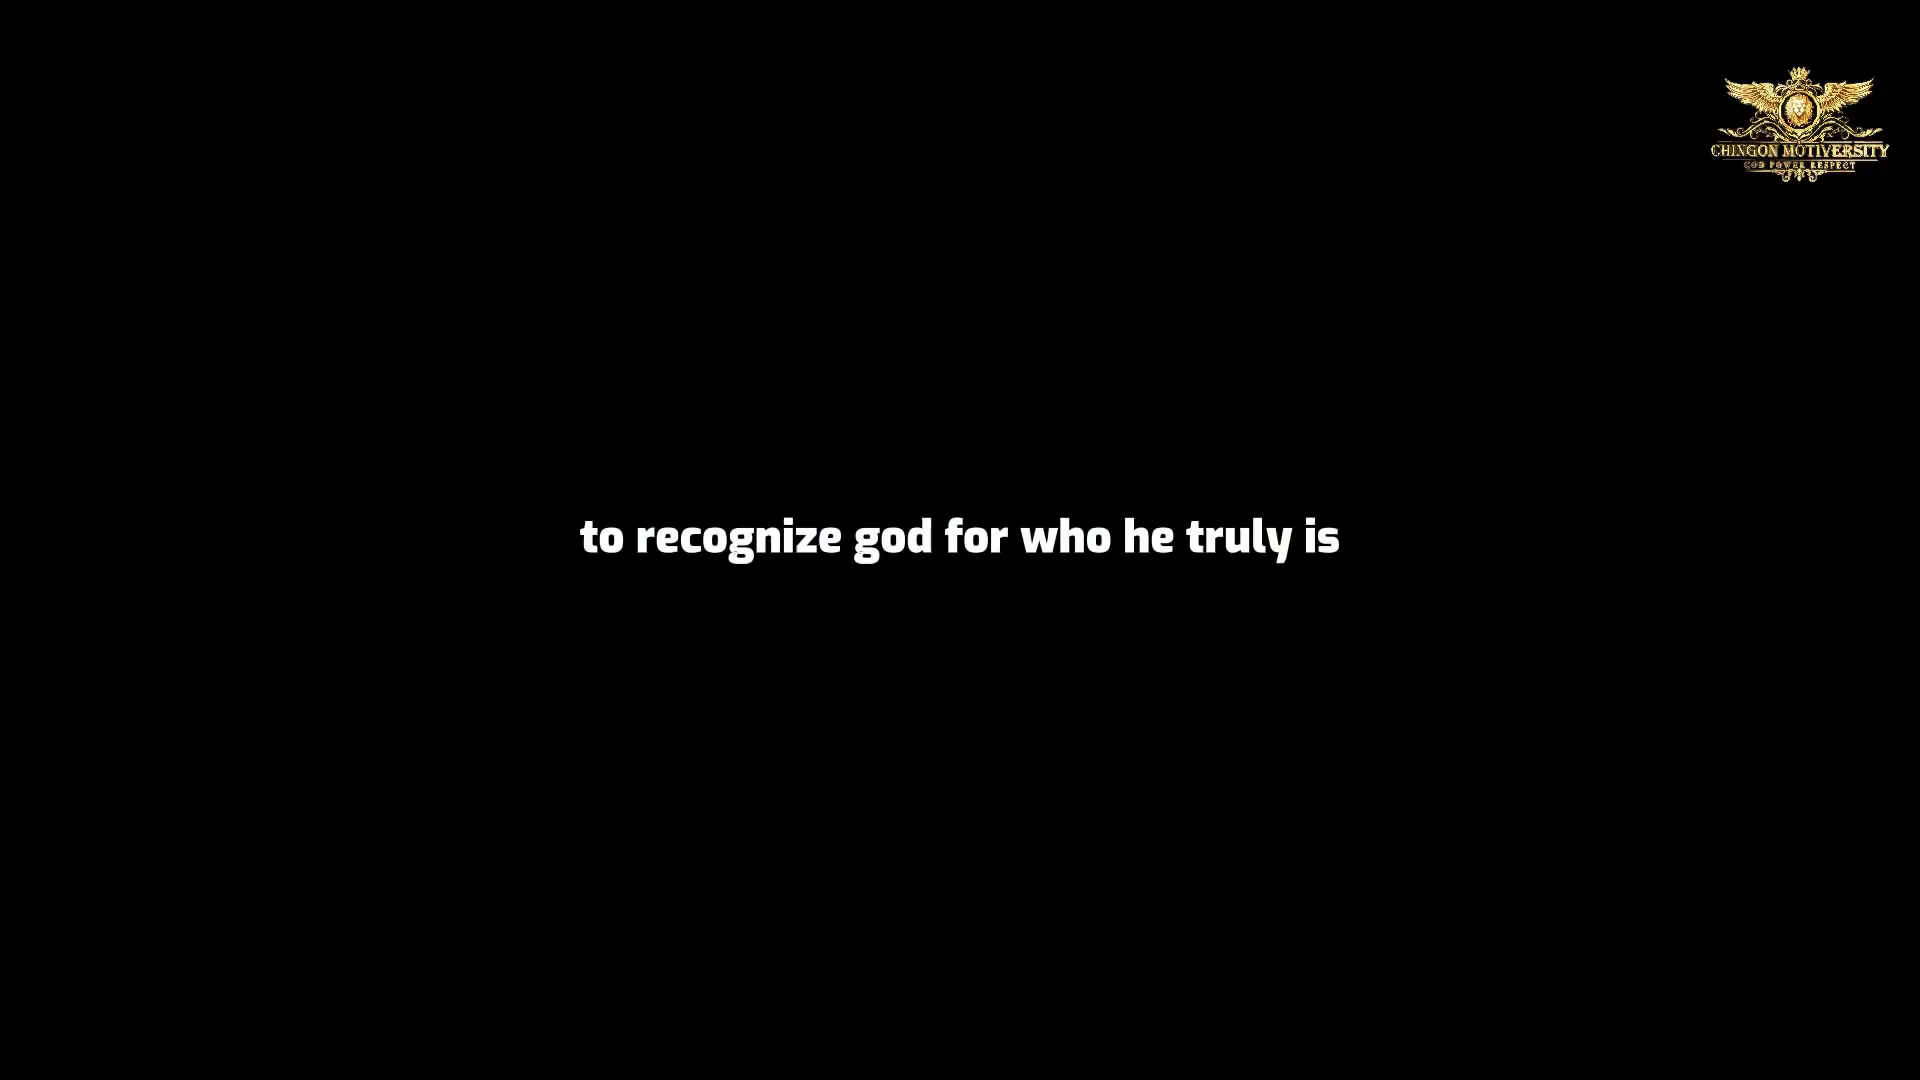 CHINGON MOTIVERSITY
GOD POWER RESPECT
to recognize god for who he truly is